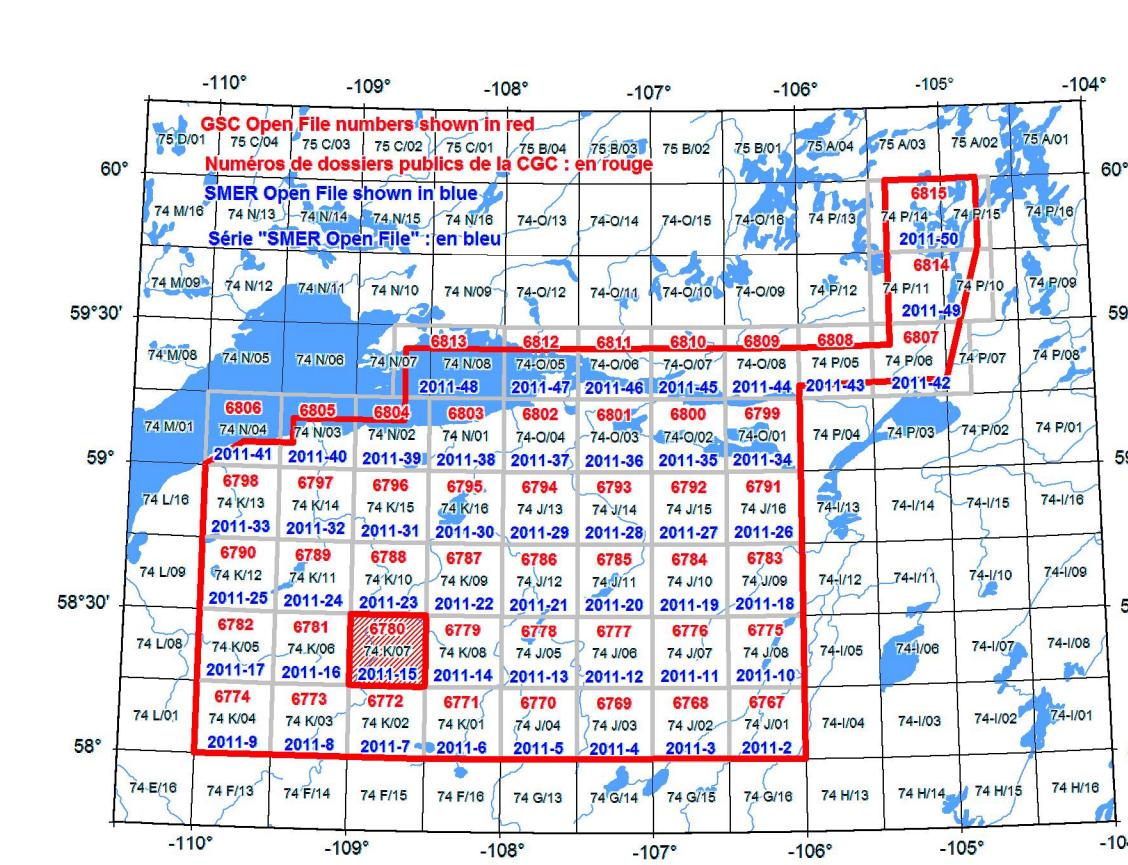 -110° -109° -108° -107° -106° -105° -104°
GSC Open File numbers shown in red
75 D/01 75 C/04 75 C/03 75 C/02 75 C/01 75 B/04 75 B/03 75 B/02 75 B/01 75 A/04 75 A/03 75 A/02 75 A/01
Numéros de dossiers publics de la CGC : en rouge
60° 60°
SMER Open File shown in blue
6815
74 M/16 74 N/13 74 N/14 74 N/15 74 N/16 74-O/13 74-O/14 74-O/15 74-O/16 74 P/13 74 P/14 74 P/15 74 P/16
Série "SMER Open File" : en bleu
2011-50
6814
74 M/09 74 N/12 74 N/11 74 N/10 74 N/09 74-O/12 74-O/11 74-O/10 74-O/09 74 P/12 74 P/11 74 P/10 74 P/09
59°30'
2011-49
6813 6812 6811 6810 6809 6808 6807
74 M/08 74 N/05 74 N/06 74 N/07 74 N/08 74-O/05 74-O/06 74-O/07 74-O/08 74 P/05 74 P/06 74 P/07 74 P/08
2011-48 2011-47 2011-46 2011-45 2011-44 2011-43 2011-42
6806 6805 6804 6803 6802 6801 6800 6799
74 M/01 74 N/04 74 N/03 74 N/02 74 N/01 74-O/04 74-O/03 74-O/02 74-O/01 74 P/04 74 P/03 74 P/02 74 P/01
2011-41 2011-40 2011-39 2011-38 2011-37 2011-36 2011-35 2011-34
59°
6798 6797 6796 6795 6794 6793 6792 6791
74 L/16 74 K/13 74 K/14 74 K/15 74 K/16 74 J/13 74 J/14 74 J/15 74 J/16 74-I/13 74-I/14 74-I/15 74-I/16
2011-33 2011-32 2011-31 2011-30 2011-29 2011-28 2011-27 2011-26
6790 6789 6788 6787 6786 6785 6784 6783
74 L/09 74 K/12 74 K/11 74 K/10 74 K/09 74 J/12 74 J/11 74 J/10 74 J/09 74-I/12 74-I/11 74-I/10 74-I/09
2011-25 2011-24 2011-23 2011-22 2011-21 2011-20 2011-19 2011-18
58°30'
6782 6781 6780 6779 6778 6777 6776 6775
74 L/08 74 K/05 74 K/06 74 K/07 74 K/08 74 J/05 74 J/06 74 J/07 74 J/08 74-I/05 74-I/06 74-I/07 74-I/08
2011-17 2011-16 2011-15 2011-14 2011-13 2011-12 2011-11 2011-10
6774 6773 6772 6771 6770 6769 6768 6767
74 L/01 74 K/04 74 K/03 74 K/02 74 K/01 74 J/04 74 J/03 74 J/02 74 J/01 74-I/04 74-I/03 74-I/02 74-I/01
2011-9 2011-8 2011-7 2011-6 2011-5 2011-4 2011-3 2011-2
58°
74 E/16 74 F/13 74 F/14 74 F/15 74 F/16 74 G/13 74 G/14 74 G/15 74 G/16 74 H/13 74 H/14 74 H/15 74 H/16
-110° -109° -108° -107° -106° -105°